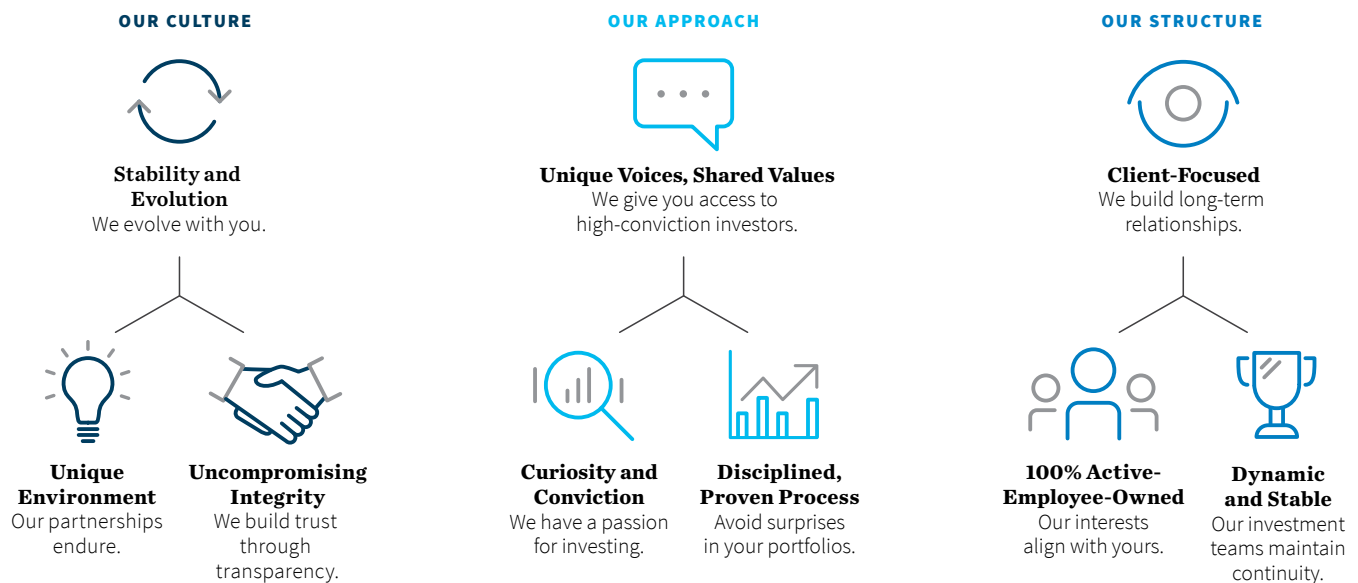 OUR CULTURE
Stability and
Evolution
We evolve with you.
Unique
Environment
Our partnerships
endure.
Uncompromising
Integrity
We build trust
through
transparency.
OUR APPROACH
Unique Voices, Shared Values
We give you access to
high-conviction investors.
Curiosity and
Conviction
We have a passion
for investing.
Disciplined,
Proven Process
Avoid surprises
in your portfolios.
OUR STRUCTURE
Client-Focused
We build long-term
relationships.
100% Active-
Employee-Owned
Our interests
align with yours.
Dynamic
and Stable
Our investment
teams maintain
continuity.